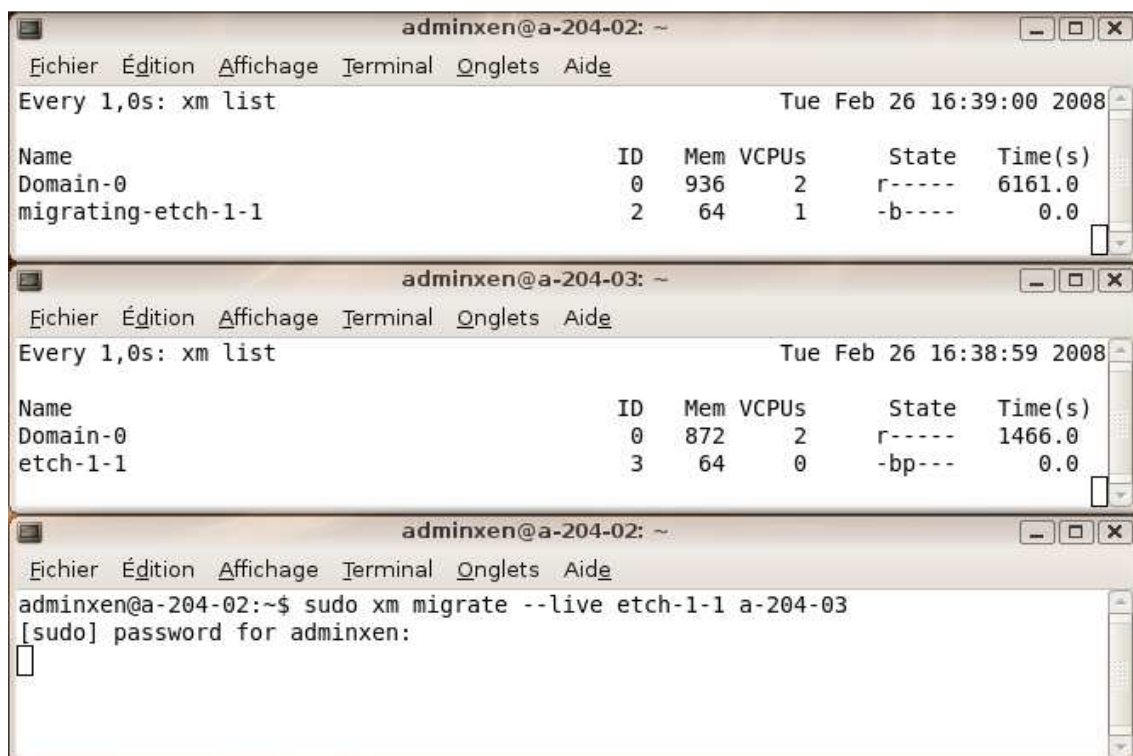 adminxen@a-204-02: ~
Fichier Édition Affichage Terminal Onglets Aide
Every 1,0s: xm list Tue Feb 26 16:39:00 2008
Name ID Mem VCPUs State Time(s)
Domain-0 0 936 2 r----- 6161.0
migrating-etch-1-1 2 64 1 -b---- 0.0
adminxen@a-204-03: ~
Fichier Édition Affichage Terminal Onglets Aide
Every 1,0s: xm list Tue Feb 26 16:38:59 2008
Name ID Mem VCPUs State Time(s)
Domain-0 0 872 2 r----- 1466.0
etch-1-1 3 64 0 -bp--- 0.0
adminxen@a-204-02: ~
Fichier Édition Affichage Terminal Onglets Aide
adminxen@a-204-02:~$ sudo xm migrate --live etch-1-1 a-204-03
[sudo] password for adminxen: